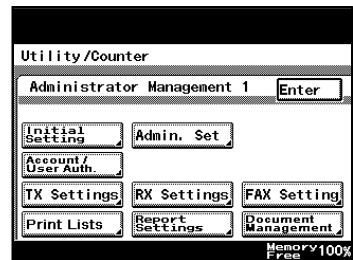 Utility/Counter
Administrator Management 1
Enter
Initial Setting
Admin. Set
Account/
User Auth.
TX Settings
RX Settings
FAX Setting
Print Lists
Report Settings
Document Management
Memory Free 100%